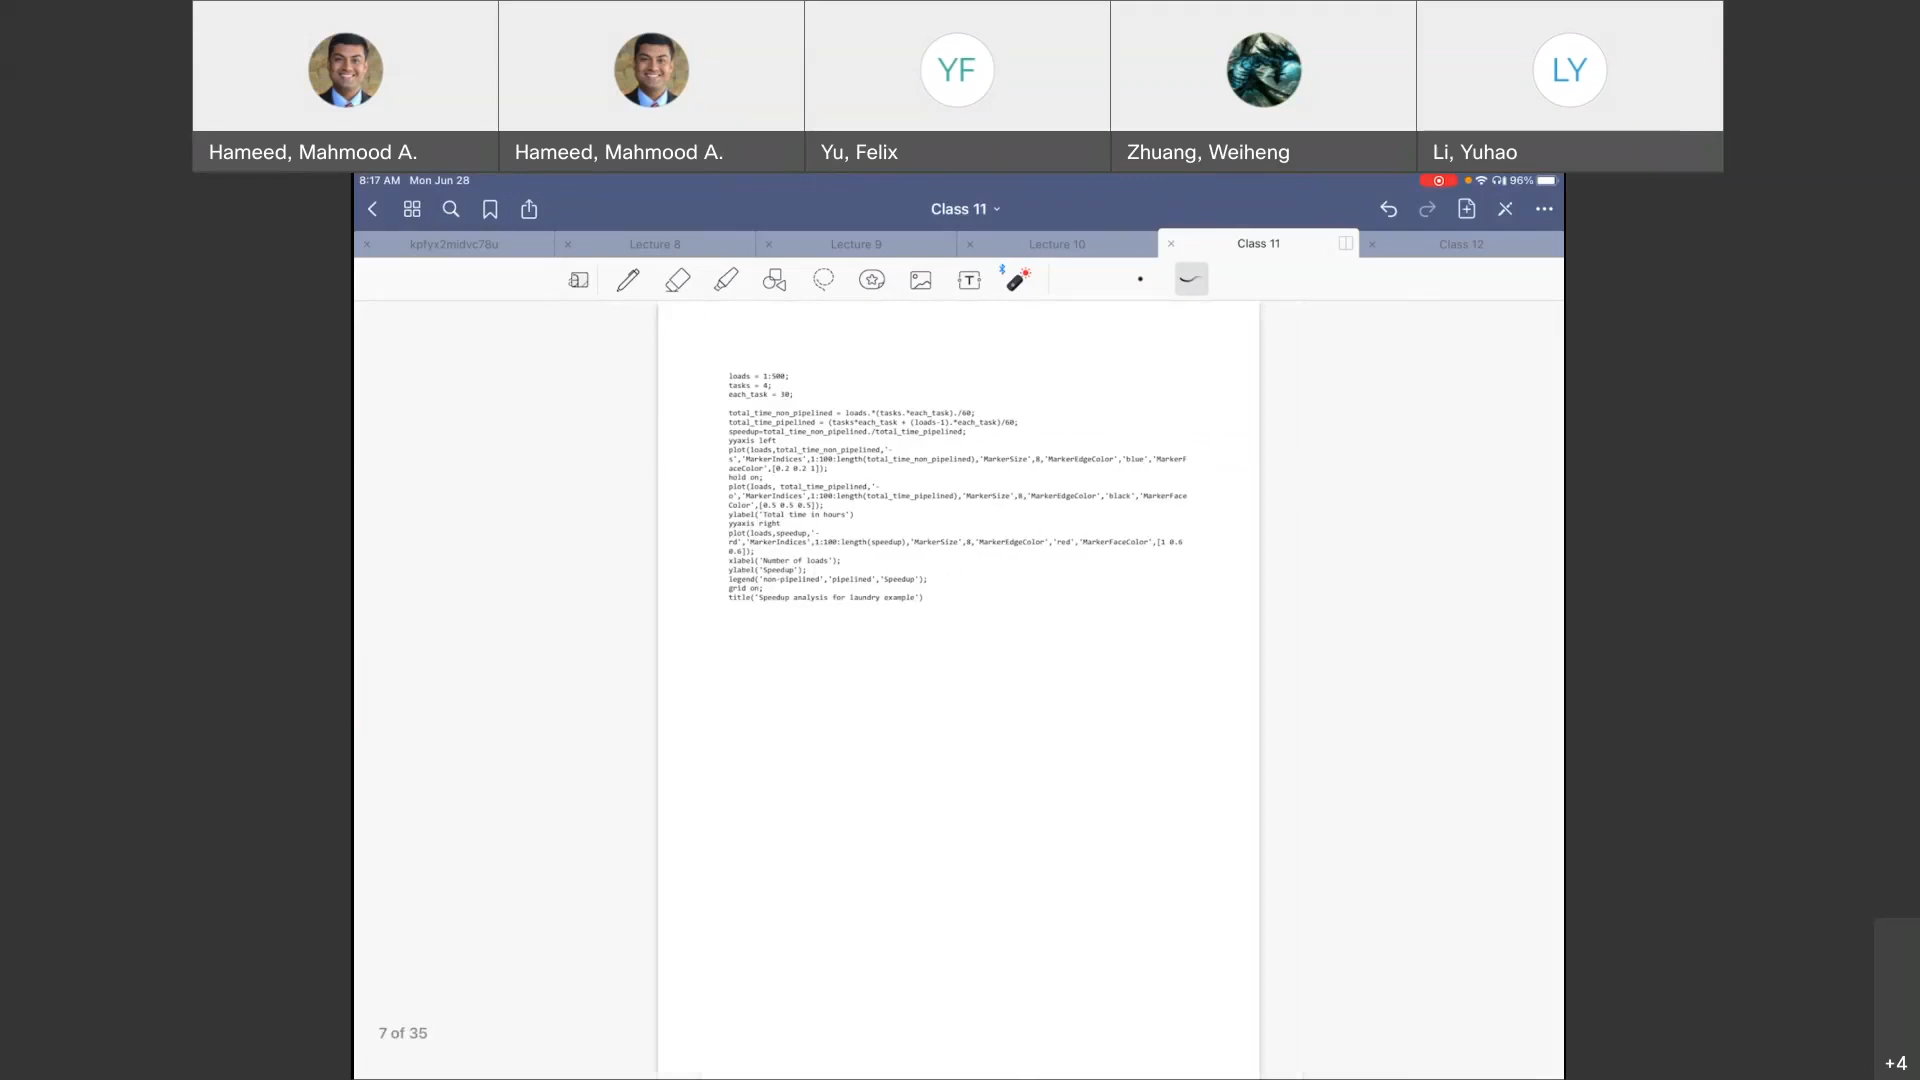 YF
LY
Hameed, Mahmood A.
Hameed, Mahmood A.
Yu, Felix
Zhuang, Weiheng
Li, Yuhao
8:17 AM Mon Jun 28
96%
Class 11
kpfyx2midvc78u
Lecture 8
Lecture 9
Lecture 10
Class 11
Class 12
T
loads = 1:500;
tasks = 4;
each_task = 30;
total_time_non_pipelined = loads.*(tasks.*each_task)./60;
total_time_pipelined = (tasks*each_task + (loads-1).*each_task)/60;
speedup=total_time_non_pipelined./total_time_pipelined;
yyaxis left
plot(loads,total_time_non_pipelined,'-
s','MarkerIndices',1:100:length(total_time_non_pipelined),'MarkerSize',8,'MarkerEdgeColor','blue','MarkerF
aceColor',[0.2 0.2 1]);
hold on;
plot(loads, total_time_pipelined,'-
o','MarkerIndices',1:100:length(total_time_pipelined),'MarkerSize',8,'MarkerEdgeColor','black','MarkerFace
Color',[0.5 0.5 0.5]);
ylabel('Total time in hours')
yyaxis right
plot(loads,speedup,'-
rd','MarkerIndices',1:100:length(speedup),'MarkerSize',8,'MarkerEdgeColor','red','MarkerFaceColor',[1 0.6
0.6]);
xlabel('Number of loads');
ylabel('Speedup');
legend('non-pipelined','pipelined','Speedup');
grid on;
title('Speedup analysis for laundry example')
7 of 35
+4